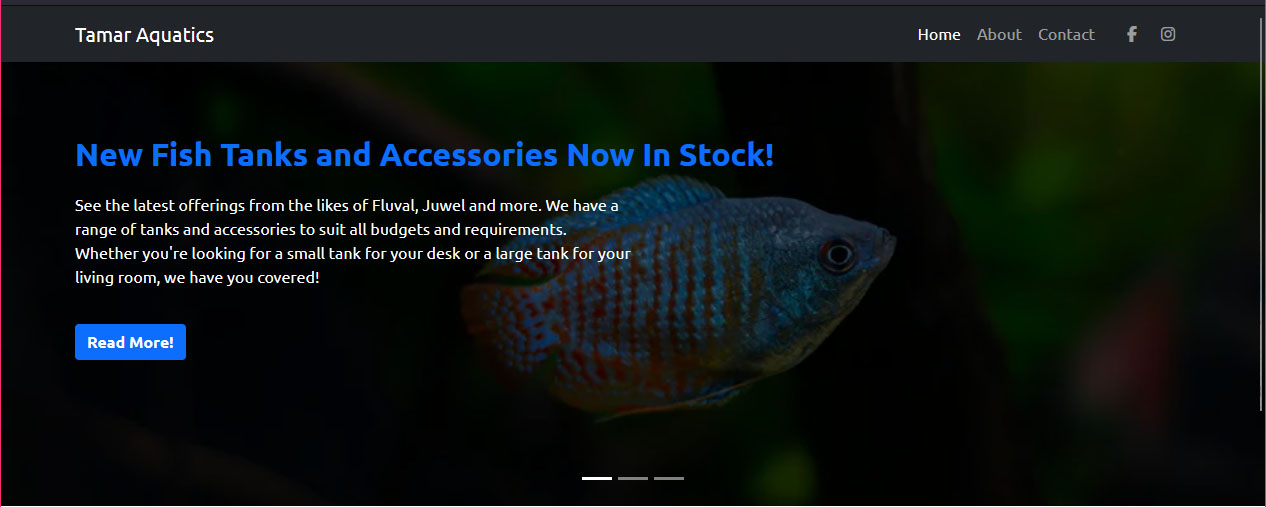 Tamar Aquatics
Home About Contact
New Fish Tanks and Accessories Now In Stock!
See the latest offerings from the likes of Fluval, Juwel and more. We have a
range of tanks and accessories to suit all budgets and requirements.
Whether you're looking for a small tank for your desk or a large tank for your
living room, we have you covered!
Read More!